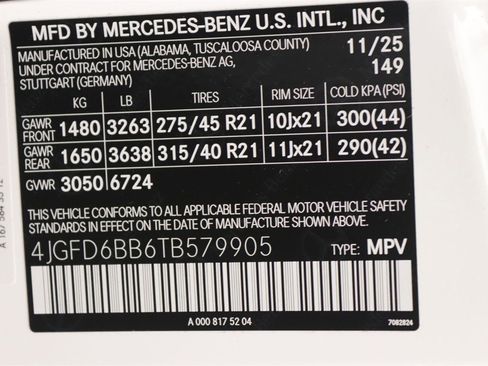 MFD BY MERCEDES-BENZ U.S. INTL., INC
MANUFACTURED IN USA (ALABAMA, TUSCALOOSA COUNTY) 11/25
UNDER CONTRACT FOR MERCEDES-BENZ AG, 149
STUTTGART (GERMANY)
KG LB TIRES RIM SIZE COLD KPA (PSI)
GAWR FRONT 1480 3263 275/45 R21 10Jx21 300(44)
GAWR REAR 1650 3638 315/40 R21 11Jx21 290(42)
GVWR 3050 6724
THIS VEHICLE CONFORMS TO ALL APPLICABLE FEDERAL MOTOR VEHICLE SAFETY
STANDARDS IN EFFECT ON THE DATE OF MANUFACTURE SHOWN ABOVE.
4JGFD6BB6TB579905 TYPE: MPV
A 000 817 52 04
7082824